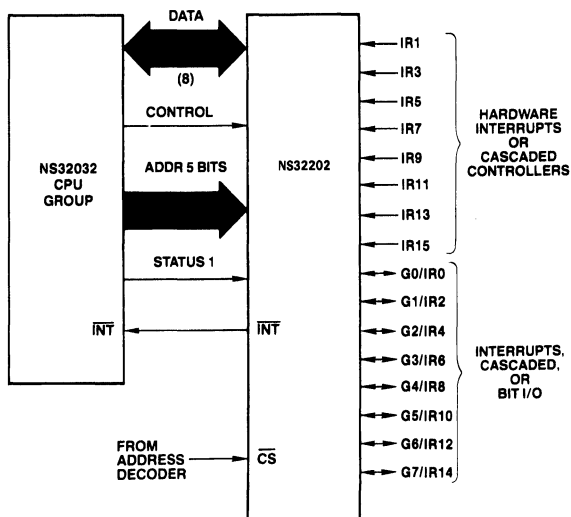 DATA
(8)
CONTROL
NS32032
CPU
GROUP
ADDR 5 BITS
STATUS 1
INT
NS32202
INT
FROM
ADDRESS
DECODER
CS
IR1
IR3
IR5
IR7
IR9
IR11
IR13
IR15
HARDWARE
INTERRUPTS
OR
CASCADED
CONTROLLERS
G0/IR0
G1/IR2
G2/IR4
G3/IR6
G4/IR8
G5/IR10
G6/IR12
G7/IR14
INTERRUPTS,
CASCADED,
OR
BIT I/O